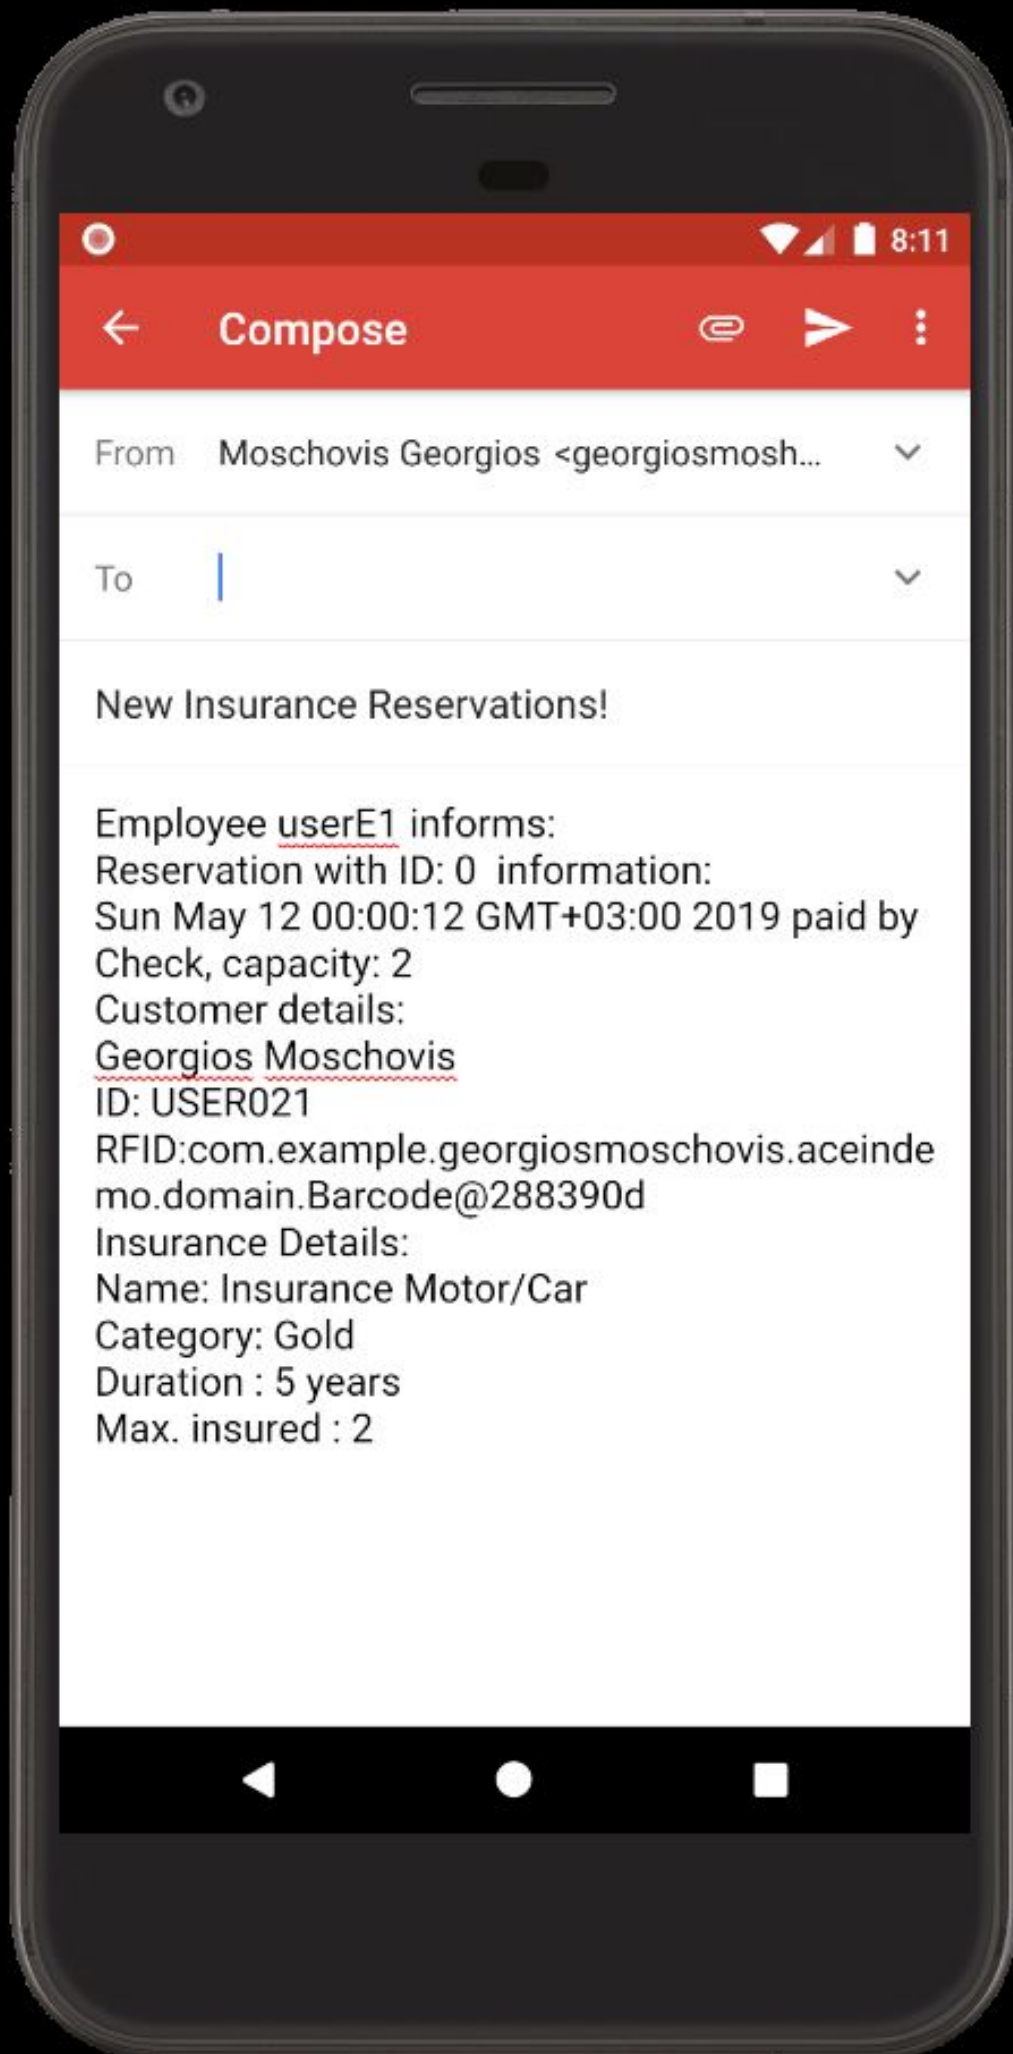 8:11
Compose
From Moschovis Georgios <georgiosmosh...
To
New Insurance Reservations!
Employee userE1 informs:
Reservation with ID: 0  information:
Sun May 12 00:00:12 GMT+03:00 2019 paid by
Check, capacity: 2
Customer details:
Georgios Moschovis
ID: USER021
RFID:com.example.georgiosmoschovis.aceinde
mo.domain.Barcode@288390d
Insurance Details:
Name: Insurance Motor/Car
Category: Gold
Duration : 5 years
Max. insured : 2